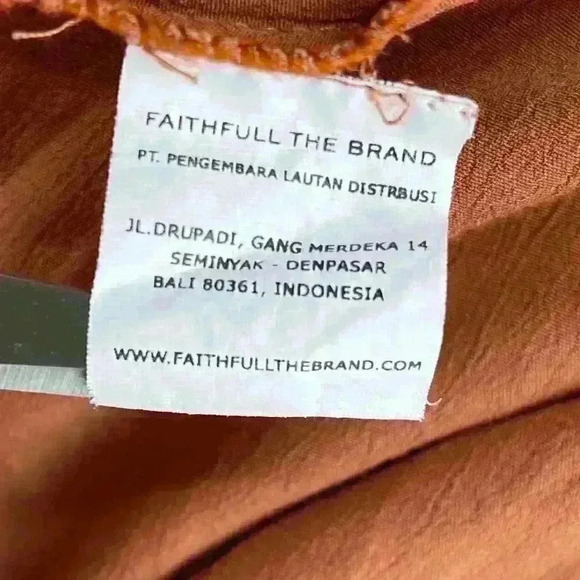 FAITHFULL THE BRAND
PT. PENGEMBARA LAUTAN DISTRBUSI
JL.DRUPADI, GANG MERDEKA 14
SEMINYAK - DENPASAR
BALI 80361, INDONESIA
WWW.FAITHFULLTHEBRAND.COM